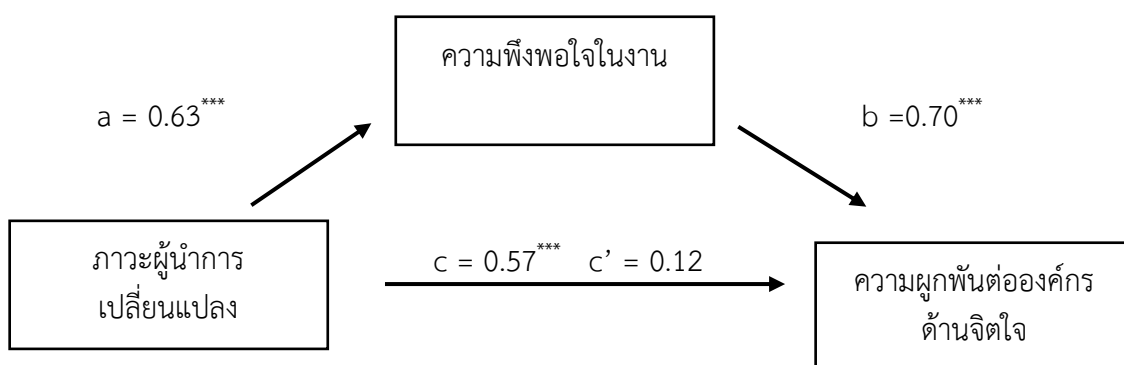 ความพึงพอใจในงาน
a = 0.63***
b =0.70***
ภาวะผู้นำการ
เปลี่ยนแปลง
c = 0.57*** c’ = 0.12
ความผูกพันต่อองค์กร
ด้านจิตใจ